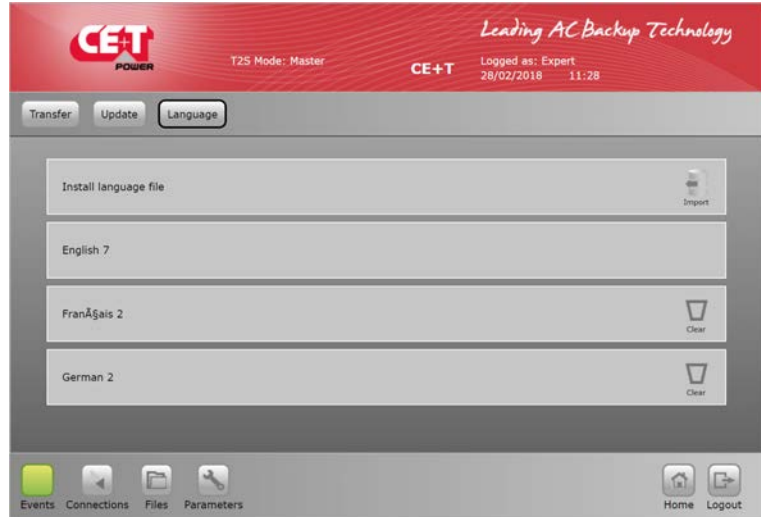 CE+T
POWER
T2S Mode: Master
CE+T
Leading AC Backup Technology
Logged as: Expert
28/02/2018 11:28
Transfer Update Language
Install language file
Import
English 7
FranÃ§ais 2
Clear
German 2
Clear
Events Connections Files Parameters Home Logout